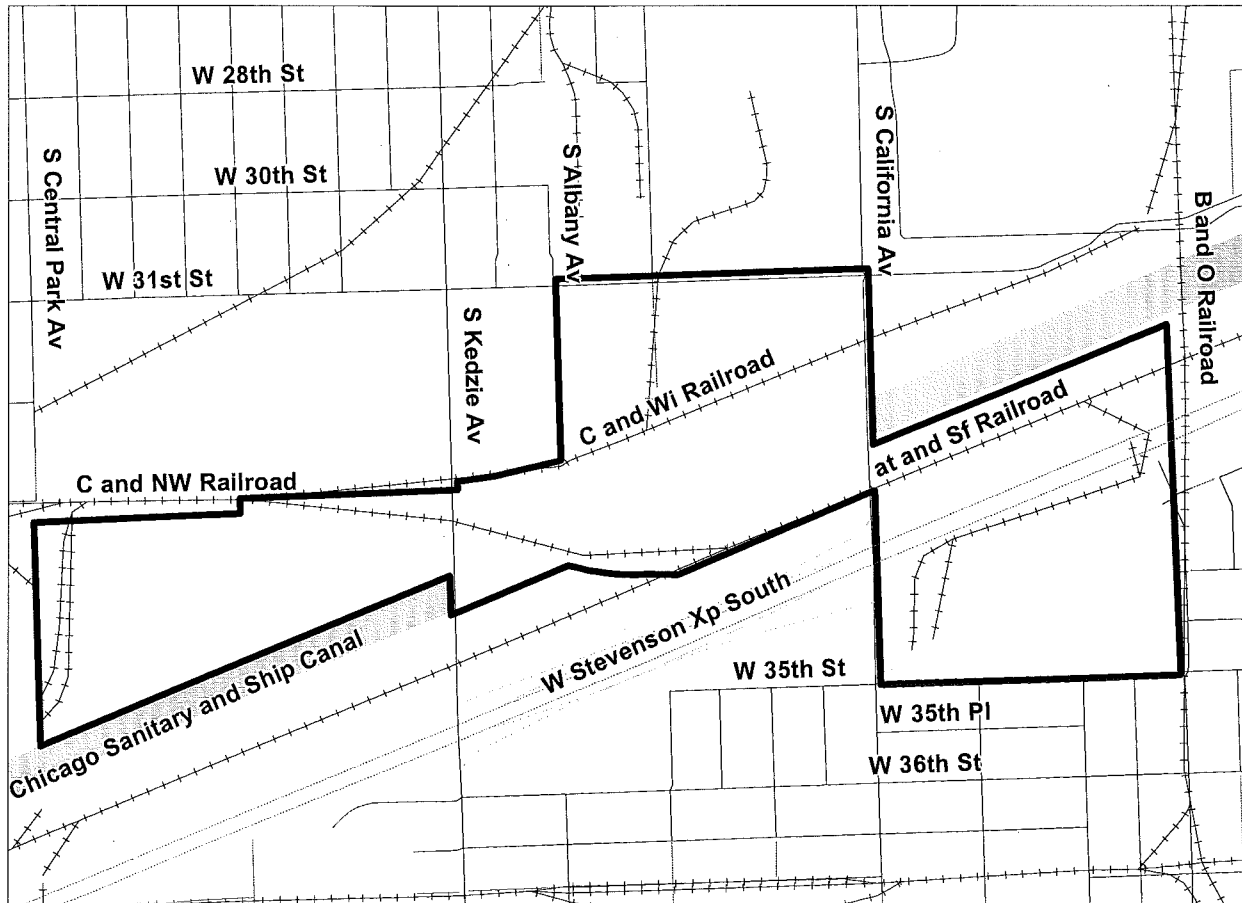 W 28th St
S Central Park Av
W 30th St
S Albany Av
S California Av
B and O Railroad
W 31st St
S Kedzie Av
C and Wi Railroad
at and Sf Railroad
C and NW Railroad
Chicago Sanitary and Ship Canal
W Stevenson Xp South
W 35th St
W 35th Pl
W 36th St